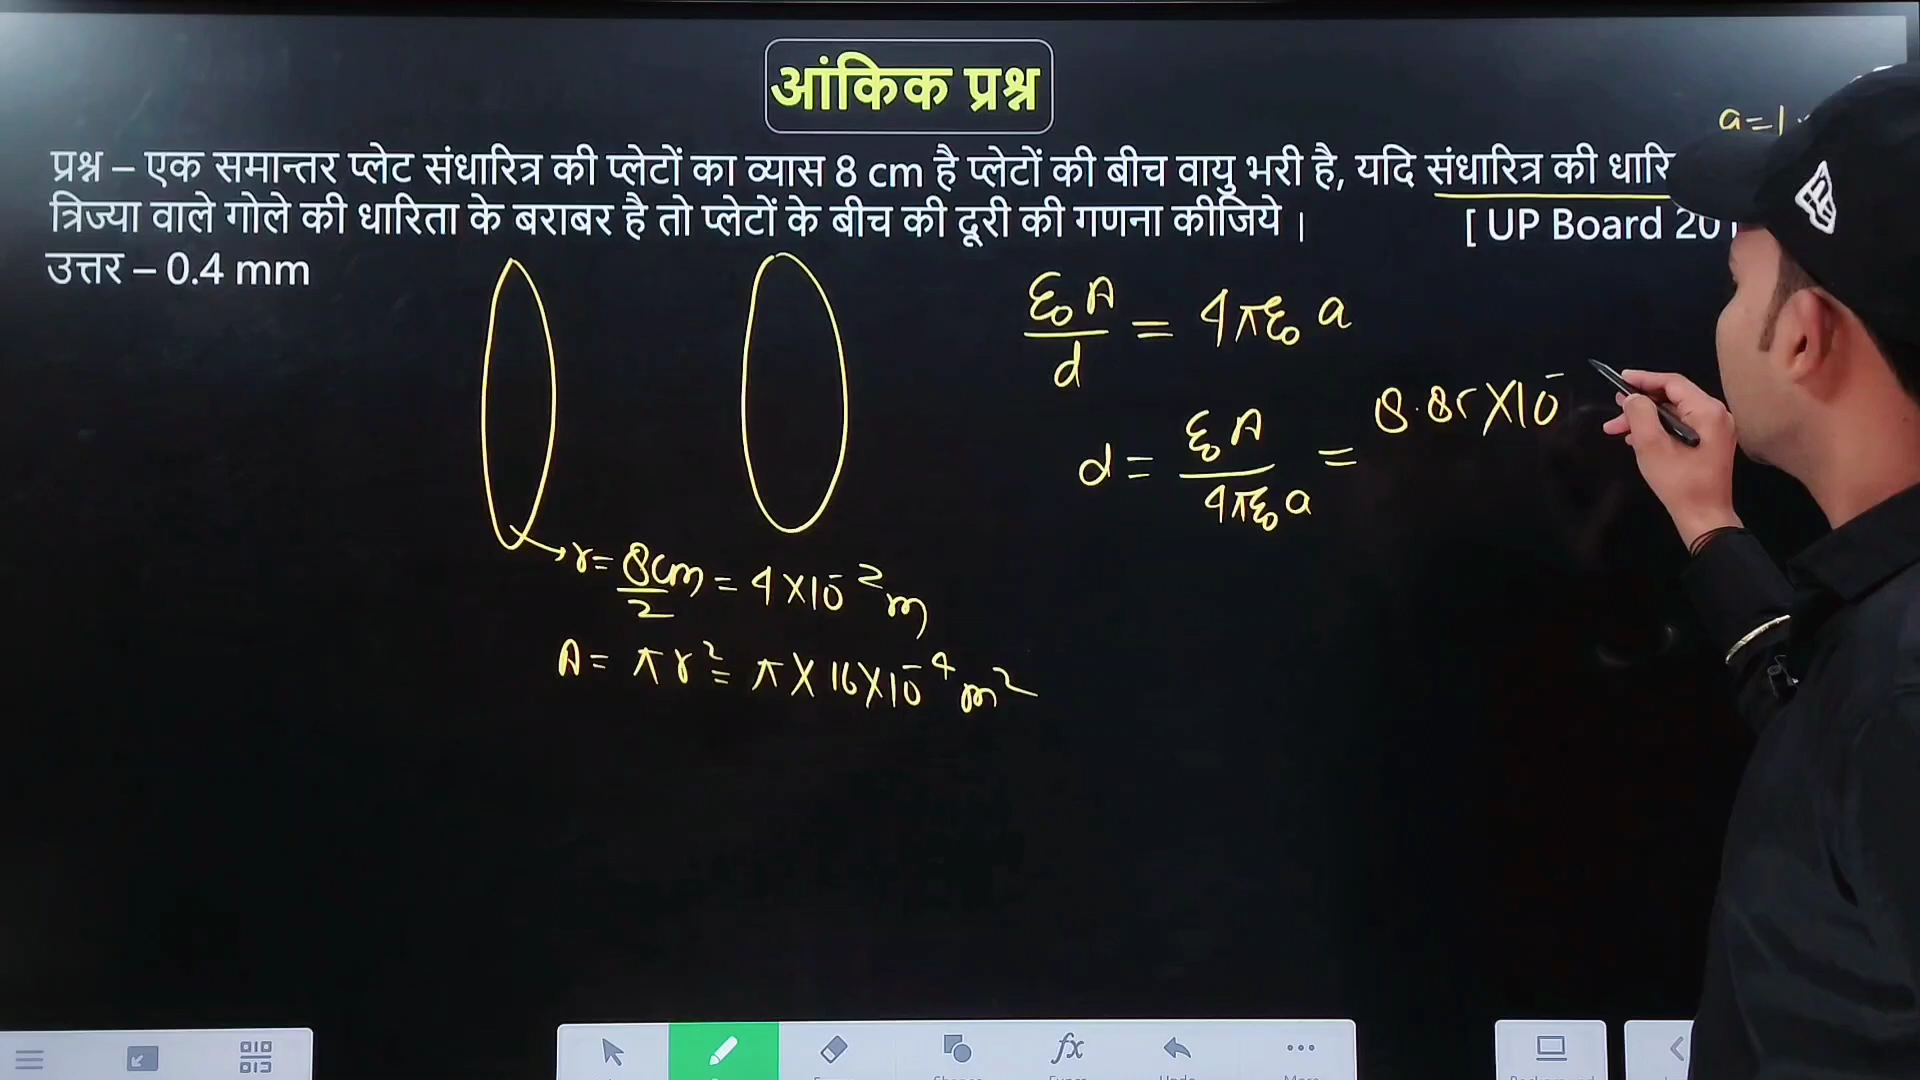 आंकिक प्रश्न
a=1
प्रश्न – एक समान्तर प्लेट संधारित्र की प्लेटों का व्यास 8 cm है प्लेटों की बीच वायु भरी है, यदि संधारित्र की धारि
त्रिज्या वाले गोले की धारिता के बराबर है तो प्लेटों के बीच की दूरी की गणना कीजिये | [ UP Board 20
उत्तर – 0.4 mm
ε₀A/d = 4πε₀ a
d = ε₀A/4πε₀a = 8.85×10⁻
r = 8cm/2 = 4×10⁻² m
A = πr² = π × 16×10⁻⁴ m²
fx